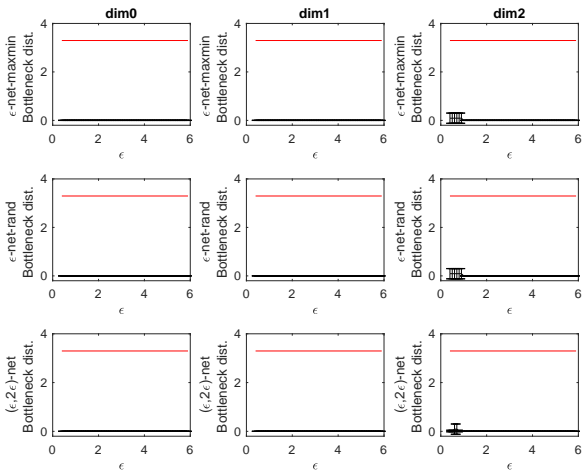 dim0 dim1 dim2
ϵ-net-maxmin
Bottleneck dist.
4
2
0
0 2 4 6
ϵ
ϵ-net-maxmin
Bottleneck dist.
4
2
0
0 2 4 6
ϵ
ϵ-net-maxmin
Bottleneck dist.
4
2
0
0 2 4 6
ϵ
ϵ-net-rand
Bottleneck dist.
4
2
0
0 2 4 6
ϵ
ϵ-net-rand
Bottleneck dist.
4
2
0
0 2 4 6
ϵ
ϵ-net-rand
Bottleneck dist.
4
2
0
0 2 4 6
ϵ
(ϵ,2ϵ)-net
Bottleneck dist.
4
2
0
0 2 4 6
ϵ
(ϵ,2ϵ)-net
Bottleneck dist.
4
2
0
0 2 4 6
ϵ
(ϵ,2ϵ)-net
Bottleneck dist.
4
2
0
0 2 4 6
ϵ